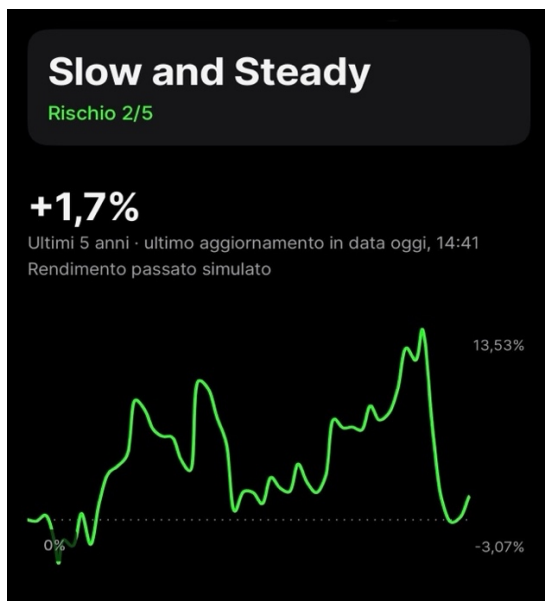 Slow and Steady
Rischio 2/5
+1,7%
Ultimi 5 anni · ultimo aggiornamento in data oggi, 14:41
Rendimento passato simulato
13,53%
0%
-3,07%